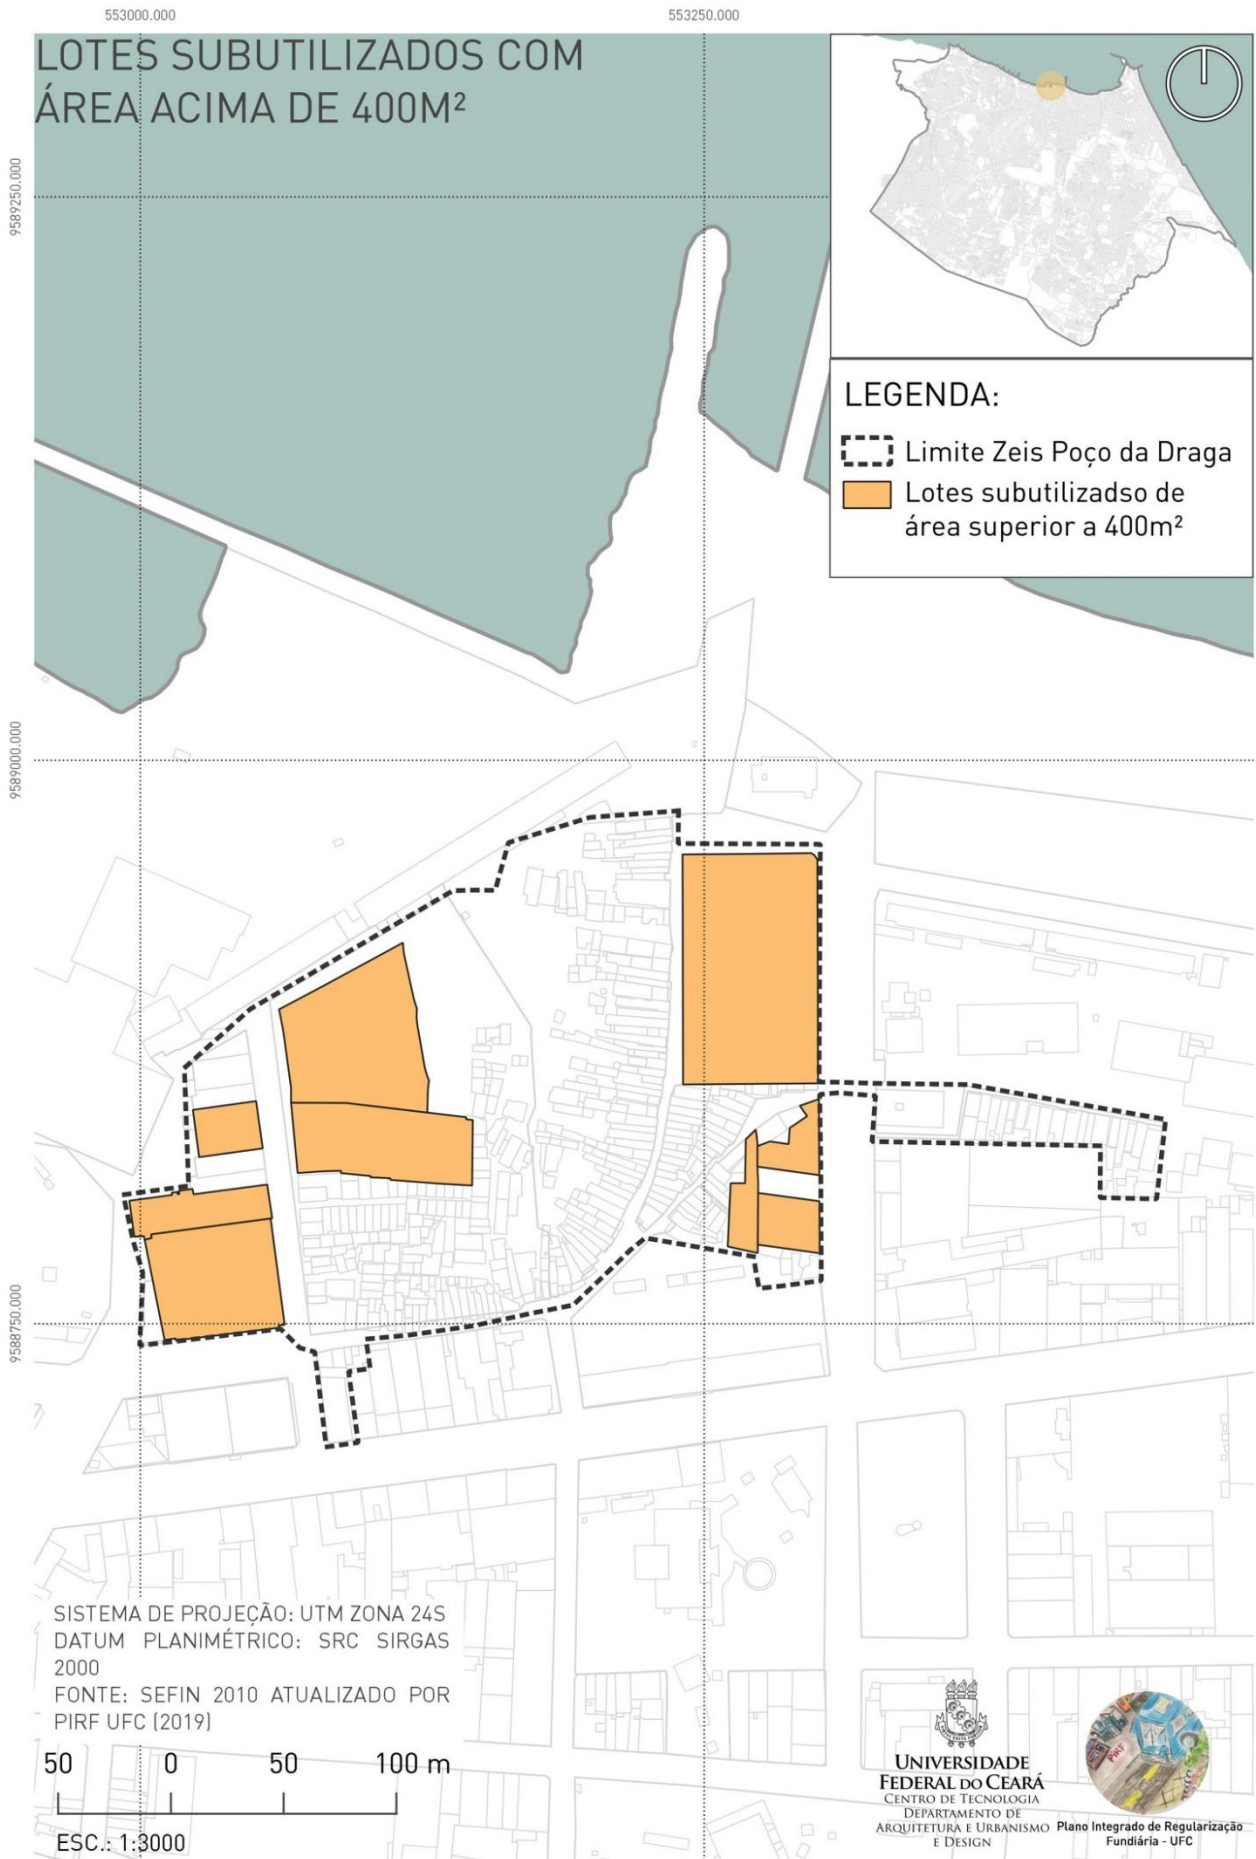 553000.000
553250.000
LOTES SUBUTILIZADOS COM
ÁREA ACIMA DE 400M²
9589250.000
9589000.000
9588750.000
LEGENDA:
Limite Zeis Poço da Draga
Lotes subutilizadso de
área superior a 400m²
SISTEMA DE PROJEÇÃO: UTM ZONA 24S
DATUM PLANIMÉTRICO: SRC SIRGAS
2000
FONTE: SEFIN 2010 ATUALIZADO POR
PIRF UFC (2019)
50 0 50 100 m
ESC.: 1:3000
UNIVERSIDADE
FEDERAL DO CEARÁ
CENTRO DE TECNOLOGIA
DEPARTAMENTO DE
ARQUITETURA E URBANISMO
E DESIGN
PIRF
Plano Integrado de Regularização
Fundiária - UFC